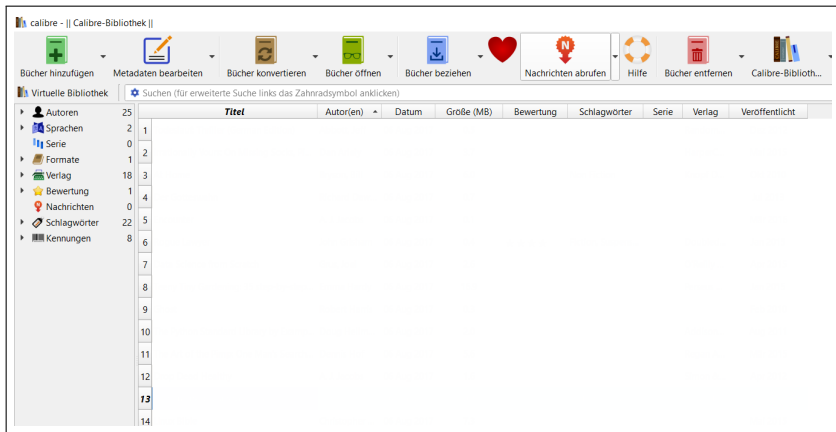 calibre - || Calibre-Bibliothek ||
N
CALIBRE
Bücher hinzufügen Metadaten bearbeiten Bücher konvertieren Bücher öffnen Bücher beziehen Nachrichten abrufen Hilfe Bücher entfernen Calibre-Biblioth...
Virtuelle Bibliothek Suchen (für erweiterte Suche links das Zahnradsymbol anklicken)
Autoren 25 Titel Autor(en) Datum Größe (MB) Bewertung Schlagwörter Serie Verlag Veröffentlicht
Sprachen 2 1
Serie 0
Formate 1 2
Verlag 18 3
Bewertung 1 4
Nachrichten 0
Schlagwörter 22 5
Kennungen 8 6
7
8
9
10
11
12
13
14